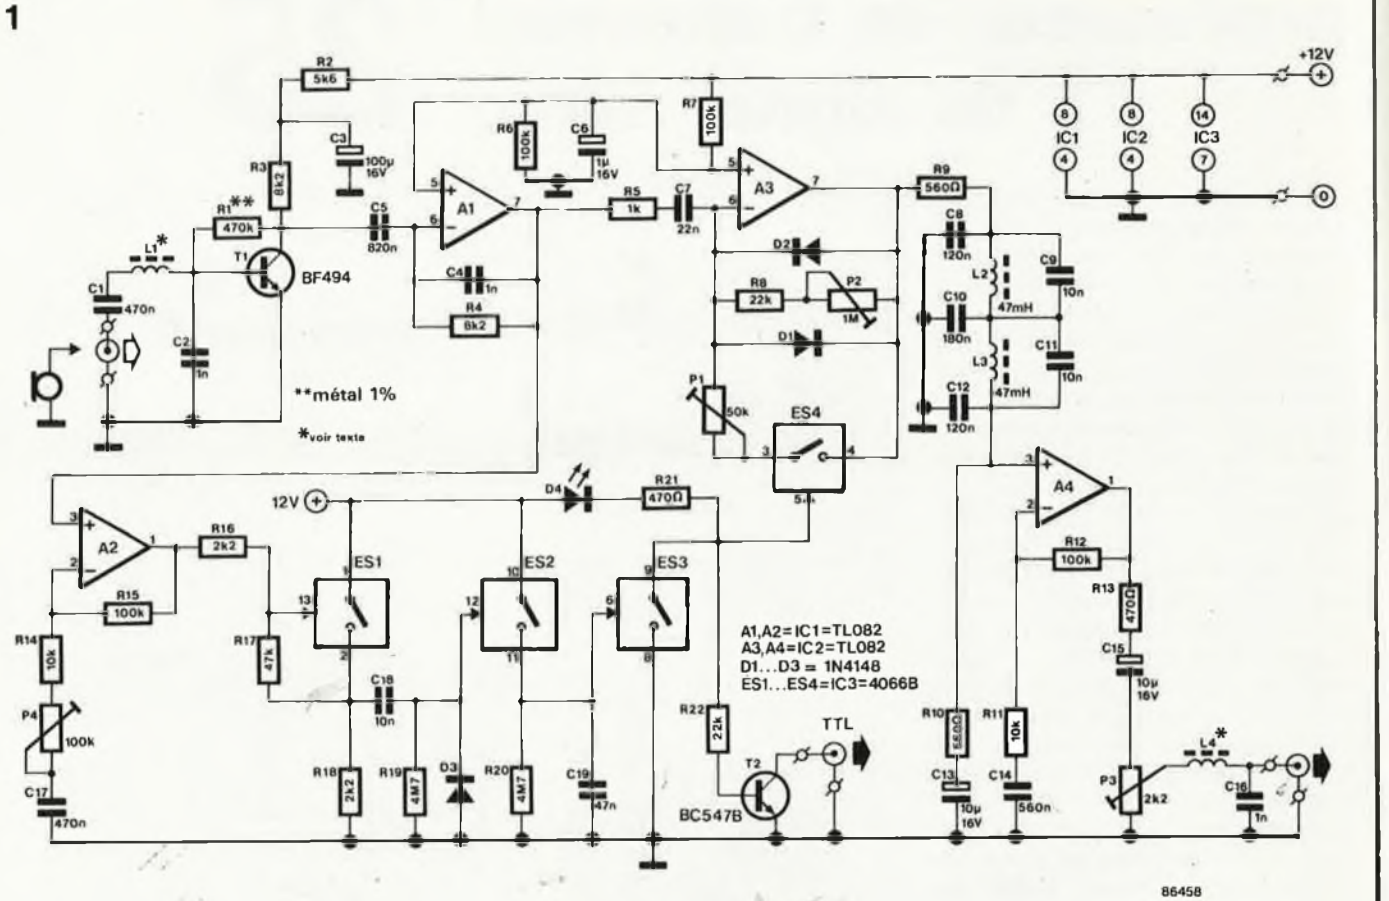 1
R2
5k6
+12V
+
C3
100µ
16V
R3
8k2
R1**
470k
L1*
C1
470n
T1
BF494
C2
1n
**métal 1%
*voir texte
C5
820n
5
+
6
−
A1
7
C4
1n
R4
8k2
R6
100k
C6
1µ
16V
R5
1k
C7
22n
R7
100k
5
+
6
−
A3
7
D2
R8
22k
P2
1M
D1
P1
50k
ES4
3
4
5
R9
560Ω
C8
120n
L2
47mH
C9
10n
C10
180n
L3
47mH
C11
10n
C12
120n
8
IC1
4
8
IC2
4
14
IC3
7
0
3
+
2
−
A4
1
R12
100k
R13
470Ω
C15
10µ
16V
R10
560Ω
C13
10µ
16V
R11
10k
C14
560n
P3
2k2
L4*
C16
1n
3
+
2
−
A2
1
R15
100k
R14
10k
P4
100k
C17
470n
R16
2k2
R17
47k
12V +
ES1
1
13
2
C18
10n
R18
2k2
R19
4M7
D3
ES2
10
12
11
R20
4M7
C19
47n
D4
R21
470Ω
ES3
9
6
8
A1,A2=IC1=TL082
A3,A4=IC2=TL082
D1...D3 = 1N4148
ES1...ES4=IC3=4066B
R22
22k
T2
BC547B
TTL
86458